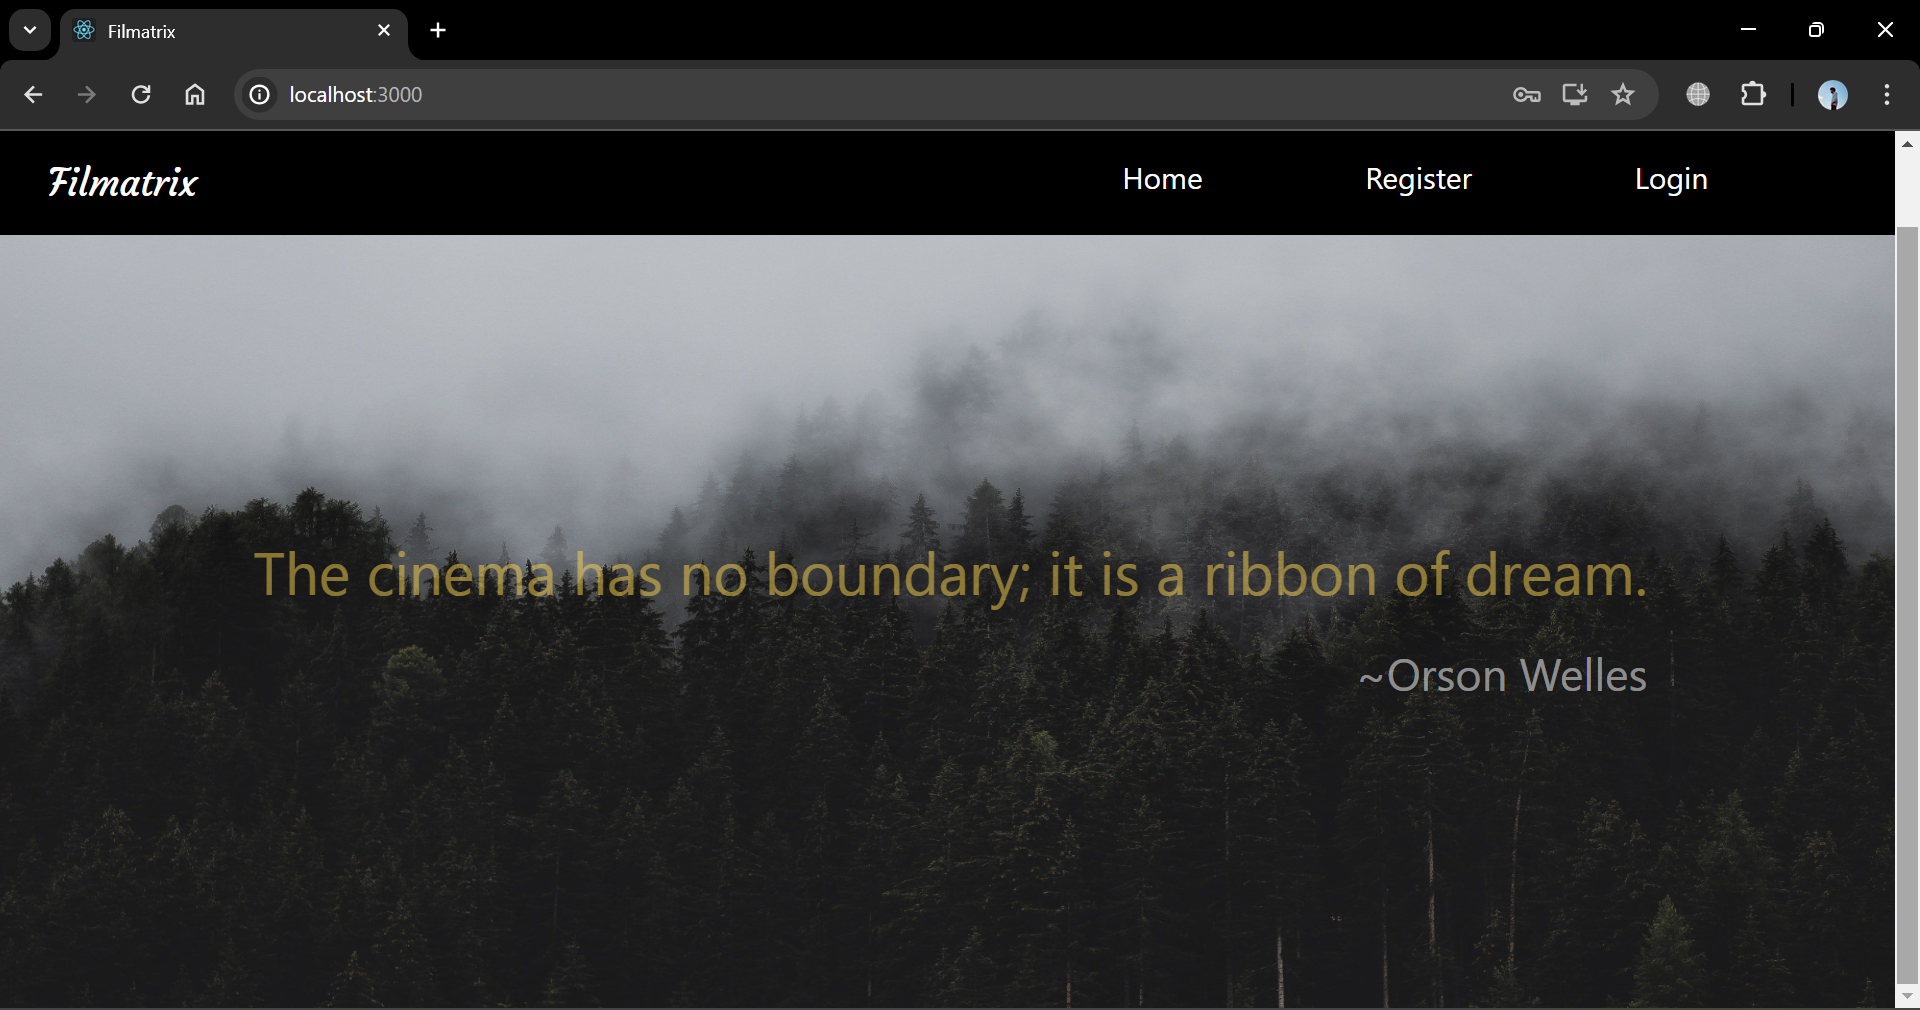 Filmatrix
localhost:3000
Filmatrix
Home Register Login
The cinema has no boundary; it is a ribbon of dream.
~Orson Welles